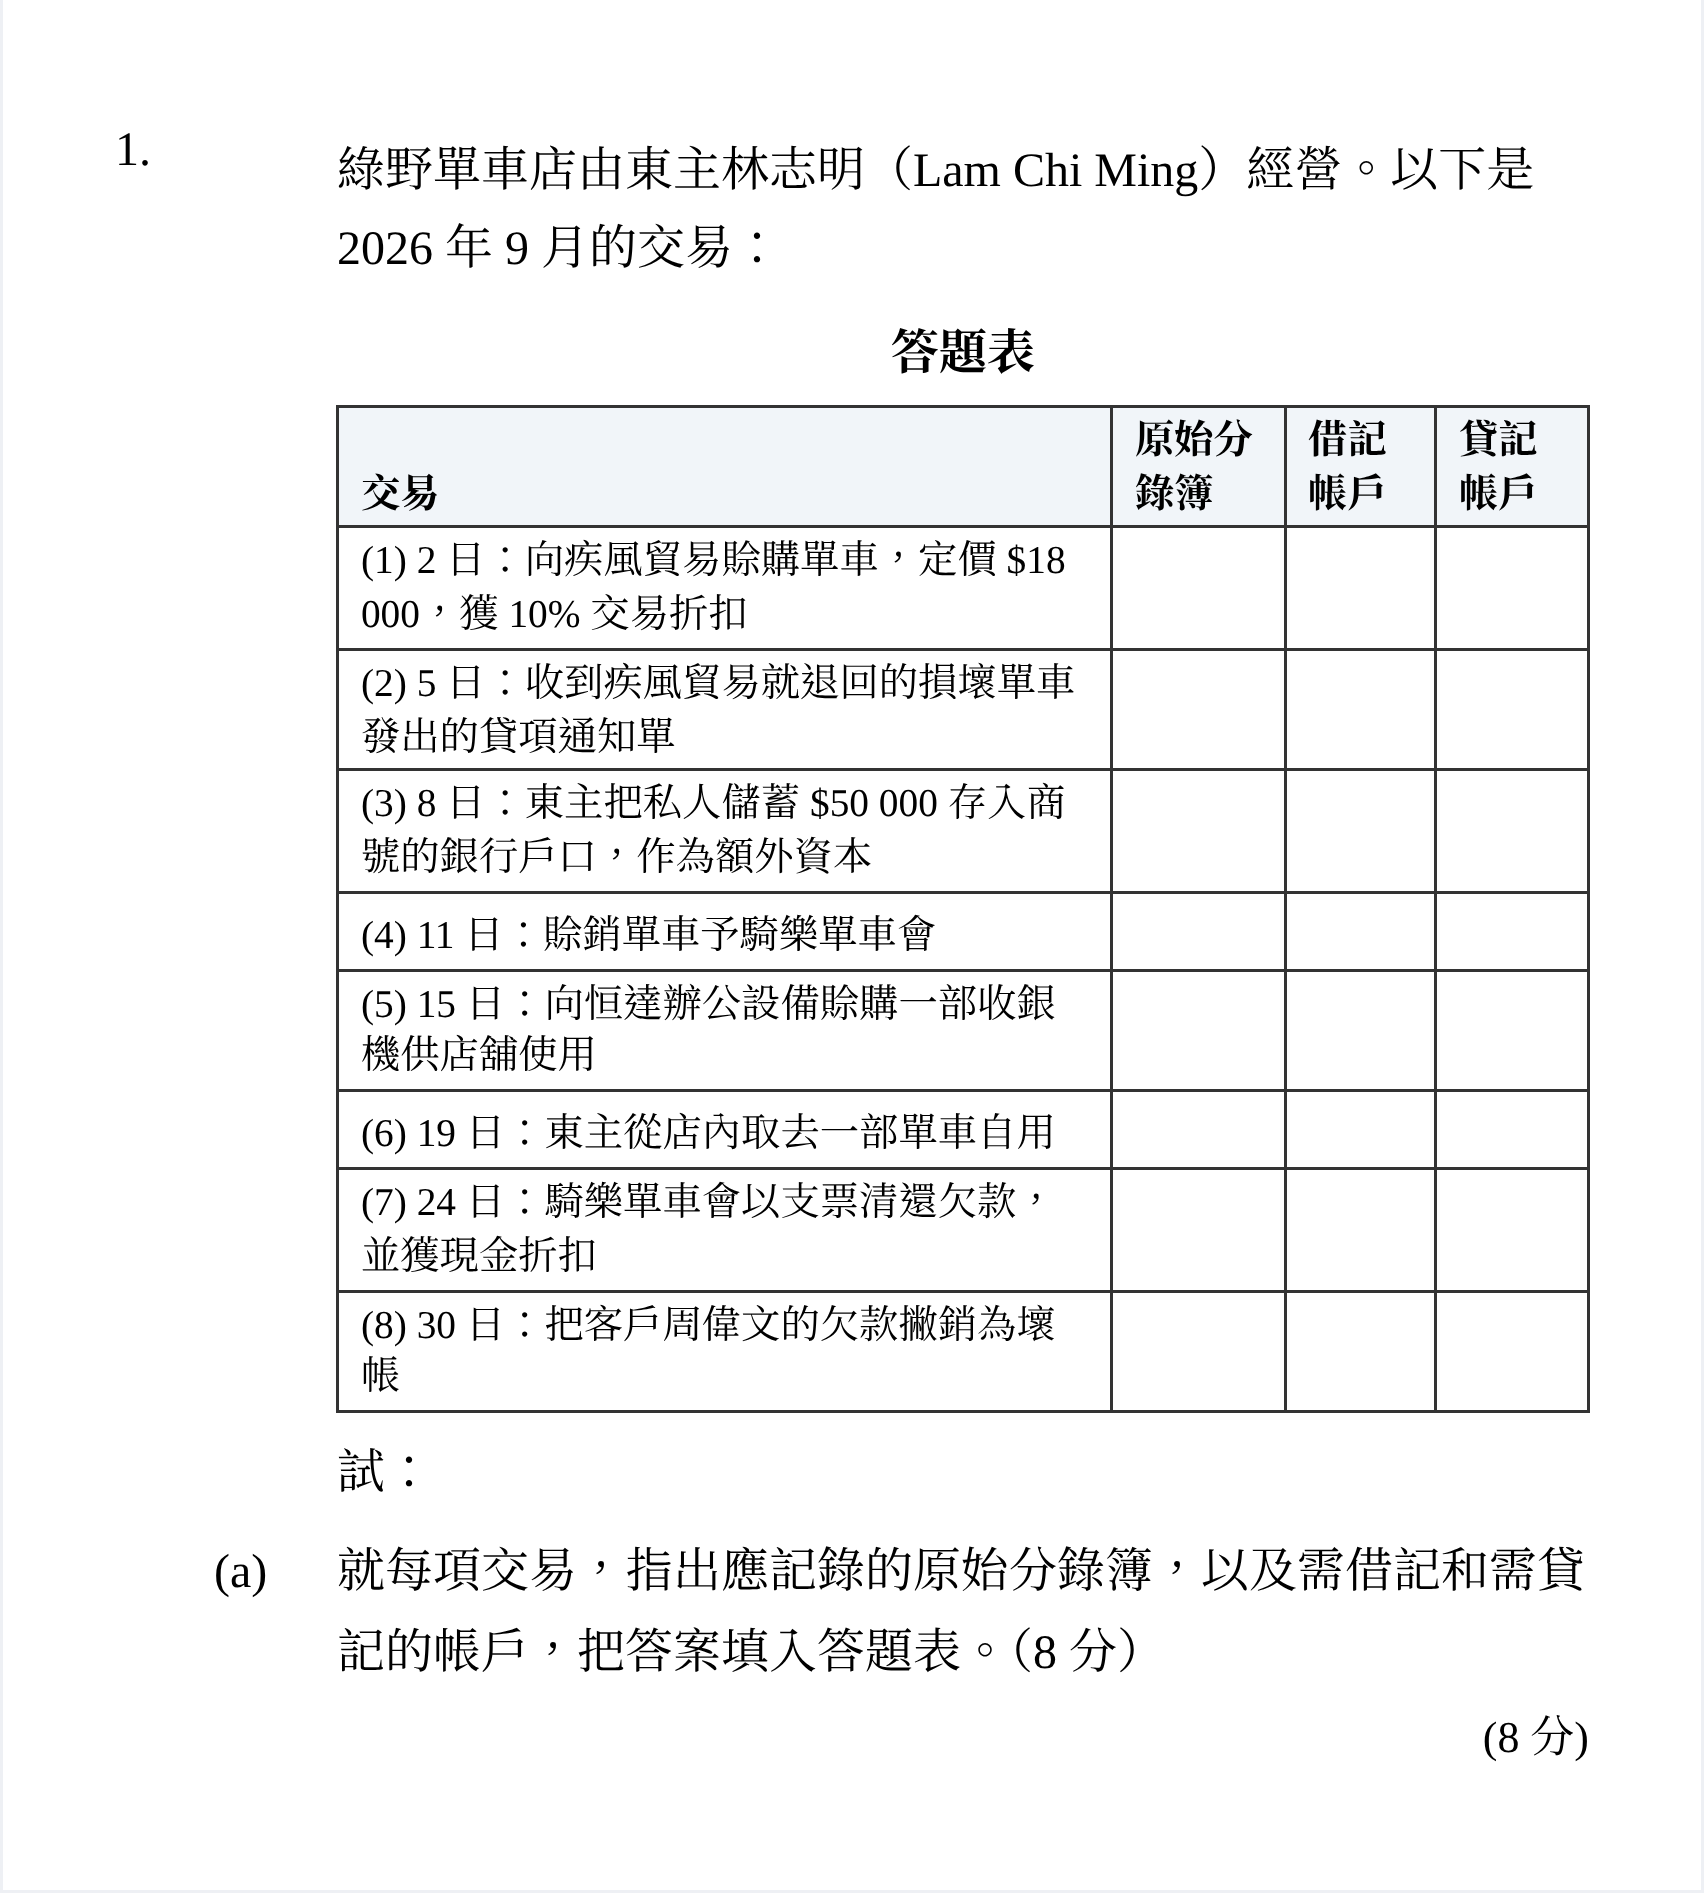 1.
綠野單車店由東主林志明（Lam Chi Ming）經營。以下是
2026 年 9 月的交易：
答題表
交易
原始分
錄簿
借記
帳戶
貸記
帳戶
(1) 2 日：向疾風貿易賒購單車，定價 $18
000，獲 10% 交易折扣
(2) 5 日：收到疾風貿易就退回的損壞單車
發出的貸項通知單
(3) 8 日：東主把私人儲蓄 $50 000 存入商
號的銀行戶口，作為額外資本
(4) 11 日：賒銷單車予騎樂單車會
(5) 15 日：向恒達辦公設備賒購一部收銀
機供店舖使用
(6) 19 日：東主從店內取去一部單車自用
(7) 24 日：騎樂單車會以支票清還欠款，
並獲現金折扣
(8) 30 日：把客戶周偉文的欠款撇銷為壞
帳
試：
(a) 就每項交易，指出應記錄的原始分錄簿，以及需借記和需貸
記的帳戶，把答案填入答題表。（8 分）
(8 分)